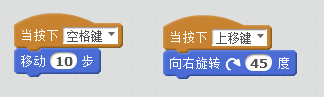 当按下 空格键
移动 10 步
当按下 上移键
向右旋转 45 度